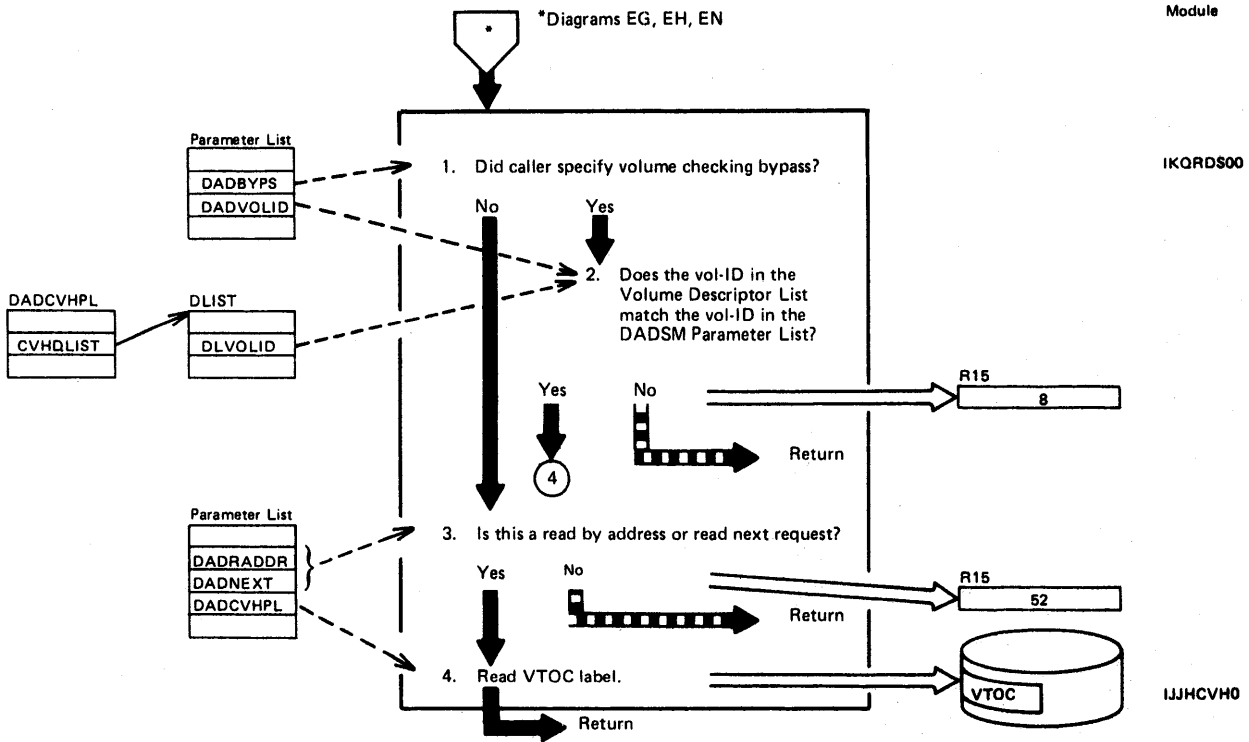 *Diagrams EG, EH, EN
Module
*
Parameter List
DADBYPS
DADVOLID
1. Did caller specify volume checking bypass?
IKQRDS00
No
Yes
2. Does the vol-ID in the
Volume Descriptor List
match the vol-ID in the
DADSM Parameter List?
DADCVHPL
CVHDLIST
DLIST
DLVOLID
Yes
No
R15
8
Return
4
Parameter List
DADRADDR
DADNEXT
DADCVHPL
3. Is this a read by address or read next request?
Yes
No
R15
52
Return
4. Read VTOC label.
VTOC
IJJHCVH0
Return